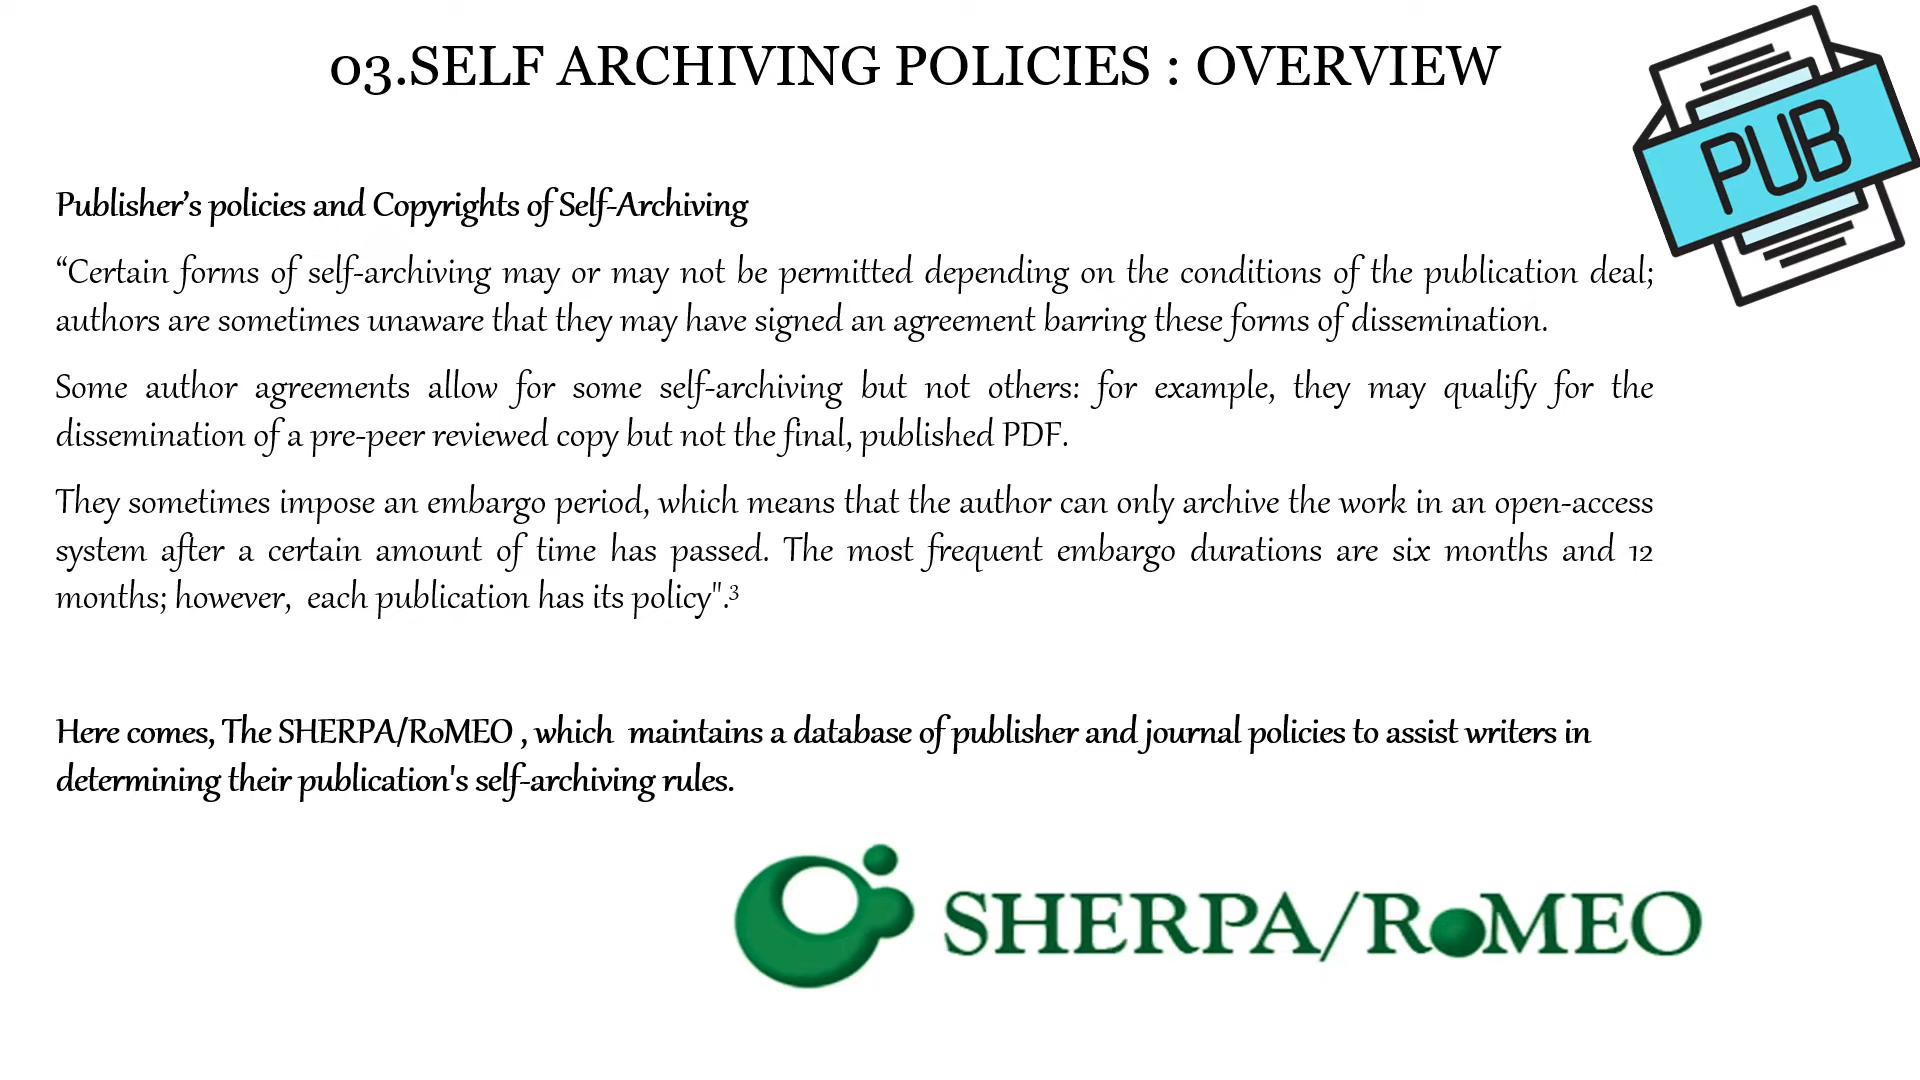 03.SELF ARCHIVING POLICIES : OVERVIEW
PUB
Publisher’s policies and Copyrights of Self-Archiving
“Certain forms of self-archiving may or may not be permitted depending on the conditions of the publication deal;
authors are sometimes unaware that they may have signed an agreement barring these forms of dissemination.
Some author agreements allow for some self-archiving but not others: for example, they may qualify for the
dissemination of a pre-peer reviewed copy but not the final, published PDF.
They sometimes impose an embargo period, which means that the author can only archive the work in an open-access
system after a certain amount of time has passed. The most frequent embargo durations are six months and 12
months; however,  each publication has its policy".³
Here comes, The SHERPA/RoMEO , which  maintains a database of publisher and journal policies to assist writers in
determining their publication's self-archiving rules.
SHERPA/RoMEO